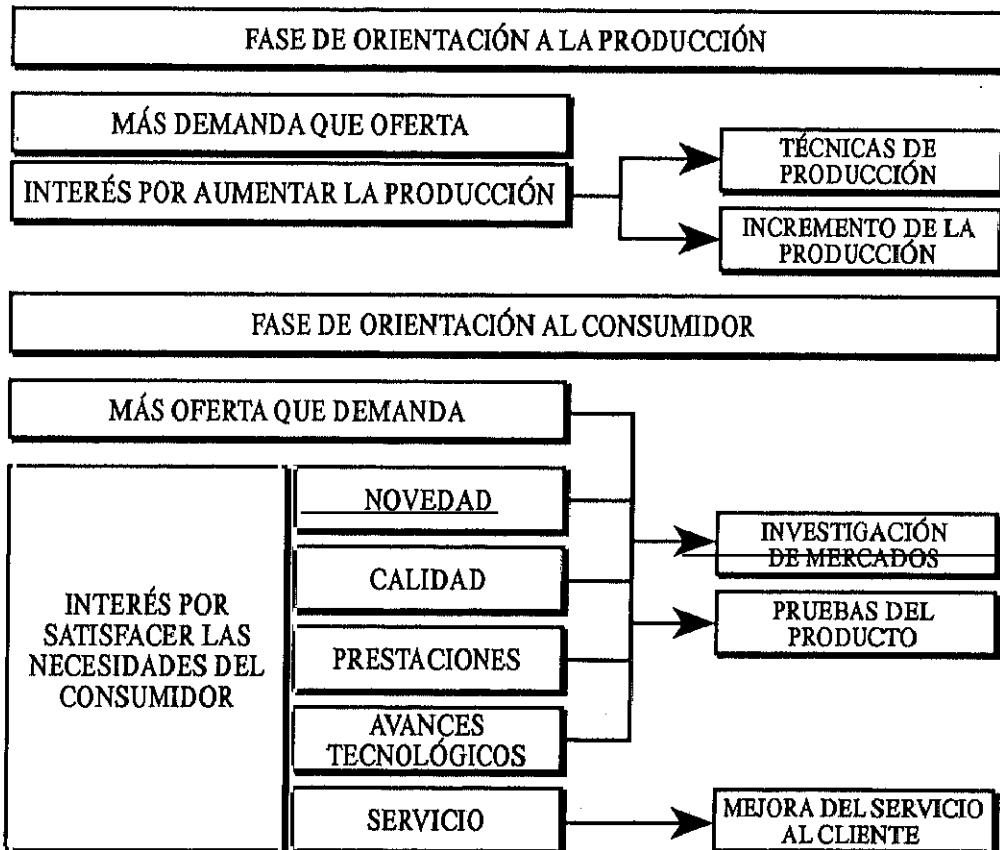 FASE DE ORIENTACIÓN A LA PRODUCCIÓN
MÁS DEMANDA QUE OFERTA
INTERÉS POR AUMENTAR LA PRODUCCIÓN
TÉCNICAS DE
PRODUCCIÓN
INCREMENTO DE LA
PRODUCCIÓN
FASE DE ORIENTACIÓN AL CONSUMIDOR
MÁS OFERTA QUE DEMANDA
INTERÉS POR
SATISFACER LAS
NECESIDADES DEL
CONSUMIDOR
NOVEDAD
CALIDAD
PRESTACIONES
AVANCES
TECNOLÓGICOS
SERVICIO
INVESTIGACIÓN
DE MERCADOS
PRUEBAS DEL
PRODUCTO
MEJORA DEL SERVICIO
AL CLIENTE